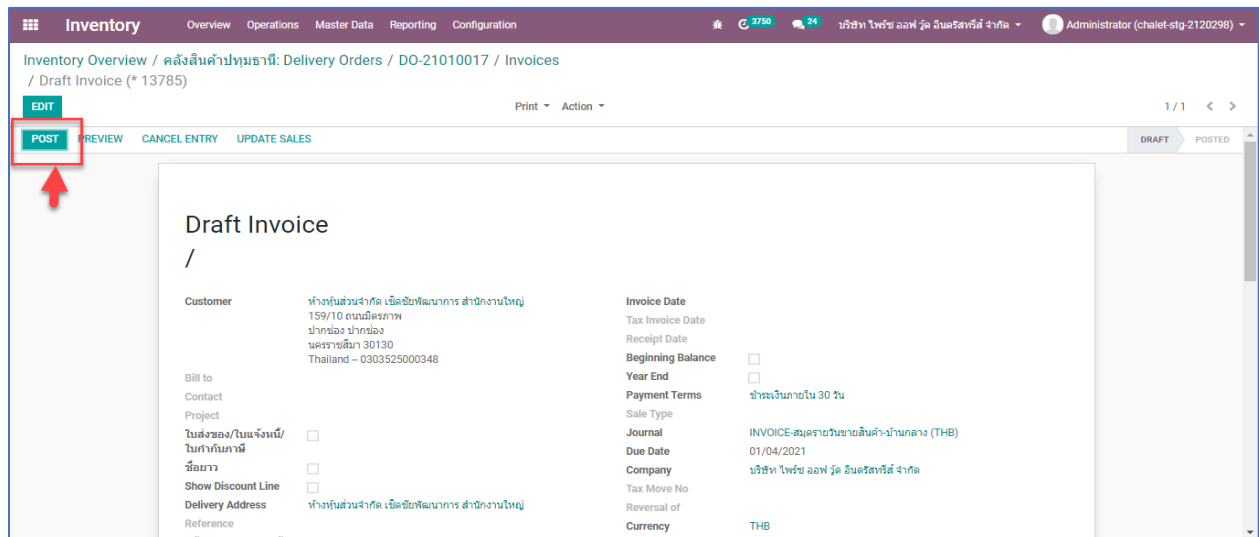 Inventory
Overview Operations Master Data Reporting Configuration
3750
24
บริษัท ไพร้ซ ออฟ วู้ด อินดรัสทรีส์ จำกัด
Administrator (chalet-stg-2120298)
Inventory Overview / คลังสินค้าปทุมธานี: Delivery Orders / DO-21010017 / Invoices
/ Draft Invoice (* 13785)
EDIT
Print Action
1 / 1
POST PREVIEW CANCEL ENTRY UPDATE SALES
DRAFT POSTED
Draft Invoice
/
Customer ห้างหุ้นส่วนจำกัด เชิดชัยพัฒนาการ สำนักงานใหญ่
159/10 ถนนมิตรภาพ
ปากช่อง ปากช่อง
นครราชสีมา 30130
Thailand – 0303525000348
Bill to
Contact
Project
ใบส่งของ/ใบแจ้งหนี้/
ใบกำกับภาษี
ชื่อยาว
Show Discount Line
Delivery Address ห้างหุ้นส่วนจำกัด เชิดชัยพัฒนาการ สำนักงานใหญ่
Reference
Invoice Date
Tax Invoice Date
Receipt Date
Beginning Balance
Year End
Payment Terms ชำระเงินภายใน 30 วัน
Sale Type
Journal INVOICE-สมุดรายวันขายสินค้า-บ้านกลาง (THB)
Due Date 01/04/2021
Company บริษัท ไพร้ซ ออฟ วู้ด อินดรัสทรีส์ จำกัด
Tax Move No
Reversal of
Currency THB